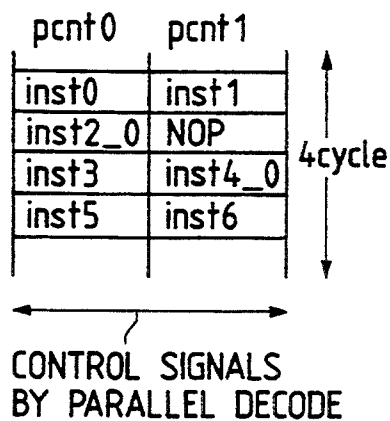 pcnt0 pcnt1
inst0 inst1
inst2_0 NOP
inst3 inst4_0
inst5 inst6
4cycle
CONTROL SIGNALS
BY PARALLEL DECODE